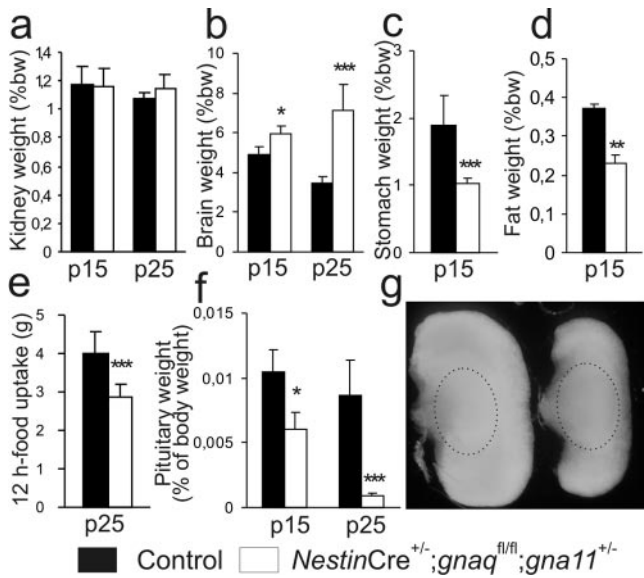 a
Kidney weight (%bw)
14
12
1
0,8
0,6
0,4
0,2
0
p15 p25
b
Brain weight (%bw)
10
8
6
4
2
0
*
***
p15 p25
c
Stomach weight (%bw)
3
2
1
0
***
p15
d
Fat weight (%bw)
0,5
0,4
0,3
0,2
0,1
0
**
p15
e
12 h-food uptake (g)
5
4
3
2
1
0
***
p25
f
Pituitary weight
(% of body weight)
0,015
0,01
0,005
0
*
***
p15 p25
g
Control NestinCre+/-;gnaqfl/fl;gna11+/-